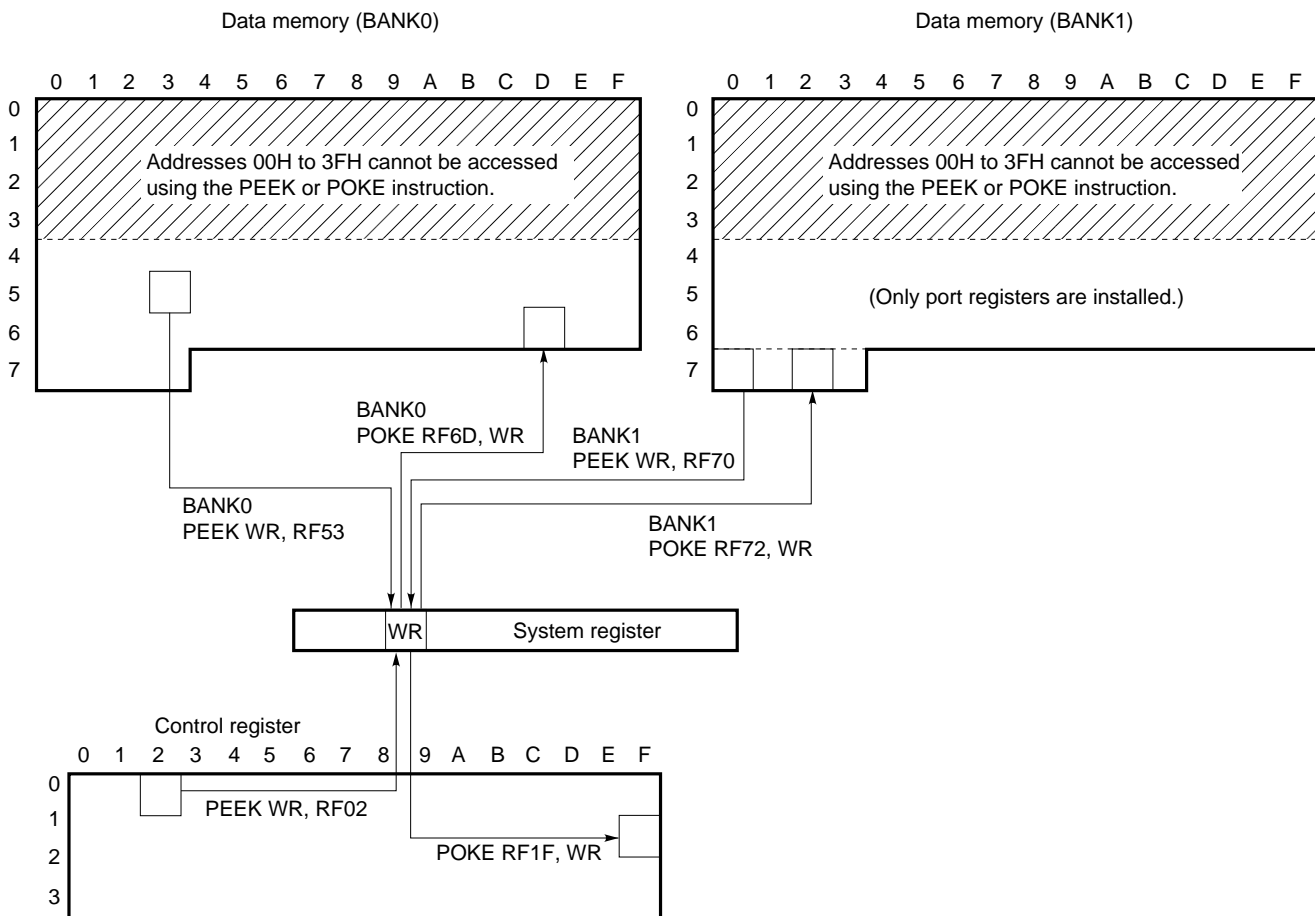 Data memory (BANK0)
Data memory (BANK1)
0 1 2 3 4 5 6 7 8 9 A B C D E F
0 1 2 3 4 5 6 7 8 9 A B C D E F
0
1
2
3
4
5
6
7
Addresses 00H to 3FH cannot be accessed
using the PEEK or POKE instruction.
0
1
2
3
4
5
6
7
Addresses 00H to 3FH cannot be accessed
using the PEEK or POKE instruction.
(Only port registers are installed.)
BANK0
POKE RF6D, WR
BANK1
PEEK WR, RF70
BANK0
PEEK WR, RF53
BANK1
POKE RF72, WR
WR
System register
Control register
0 1 2 3 4 5 6 7 8 9 A B C D E F
0
1
2
3
PEEK WR, RF02
POKE RF1F, WR